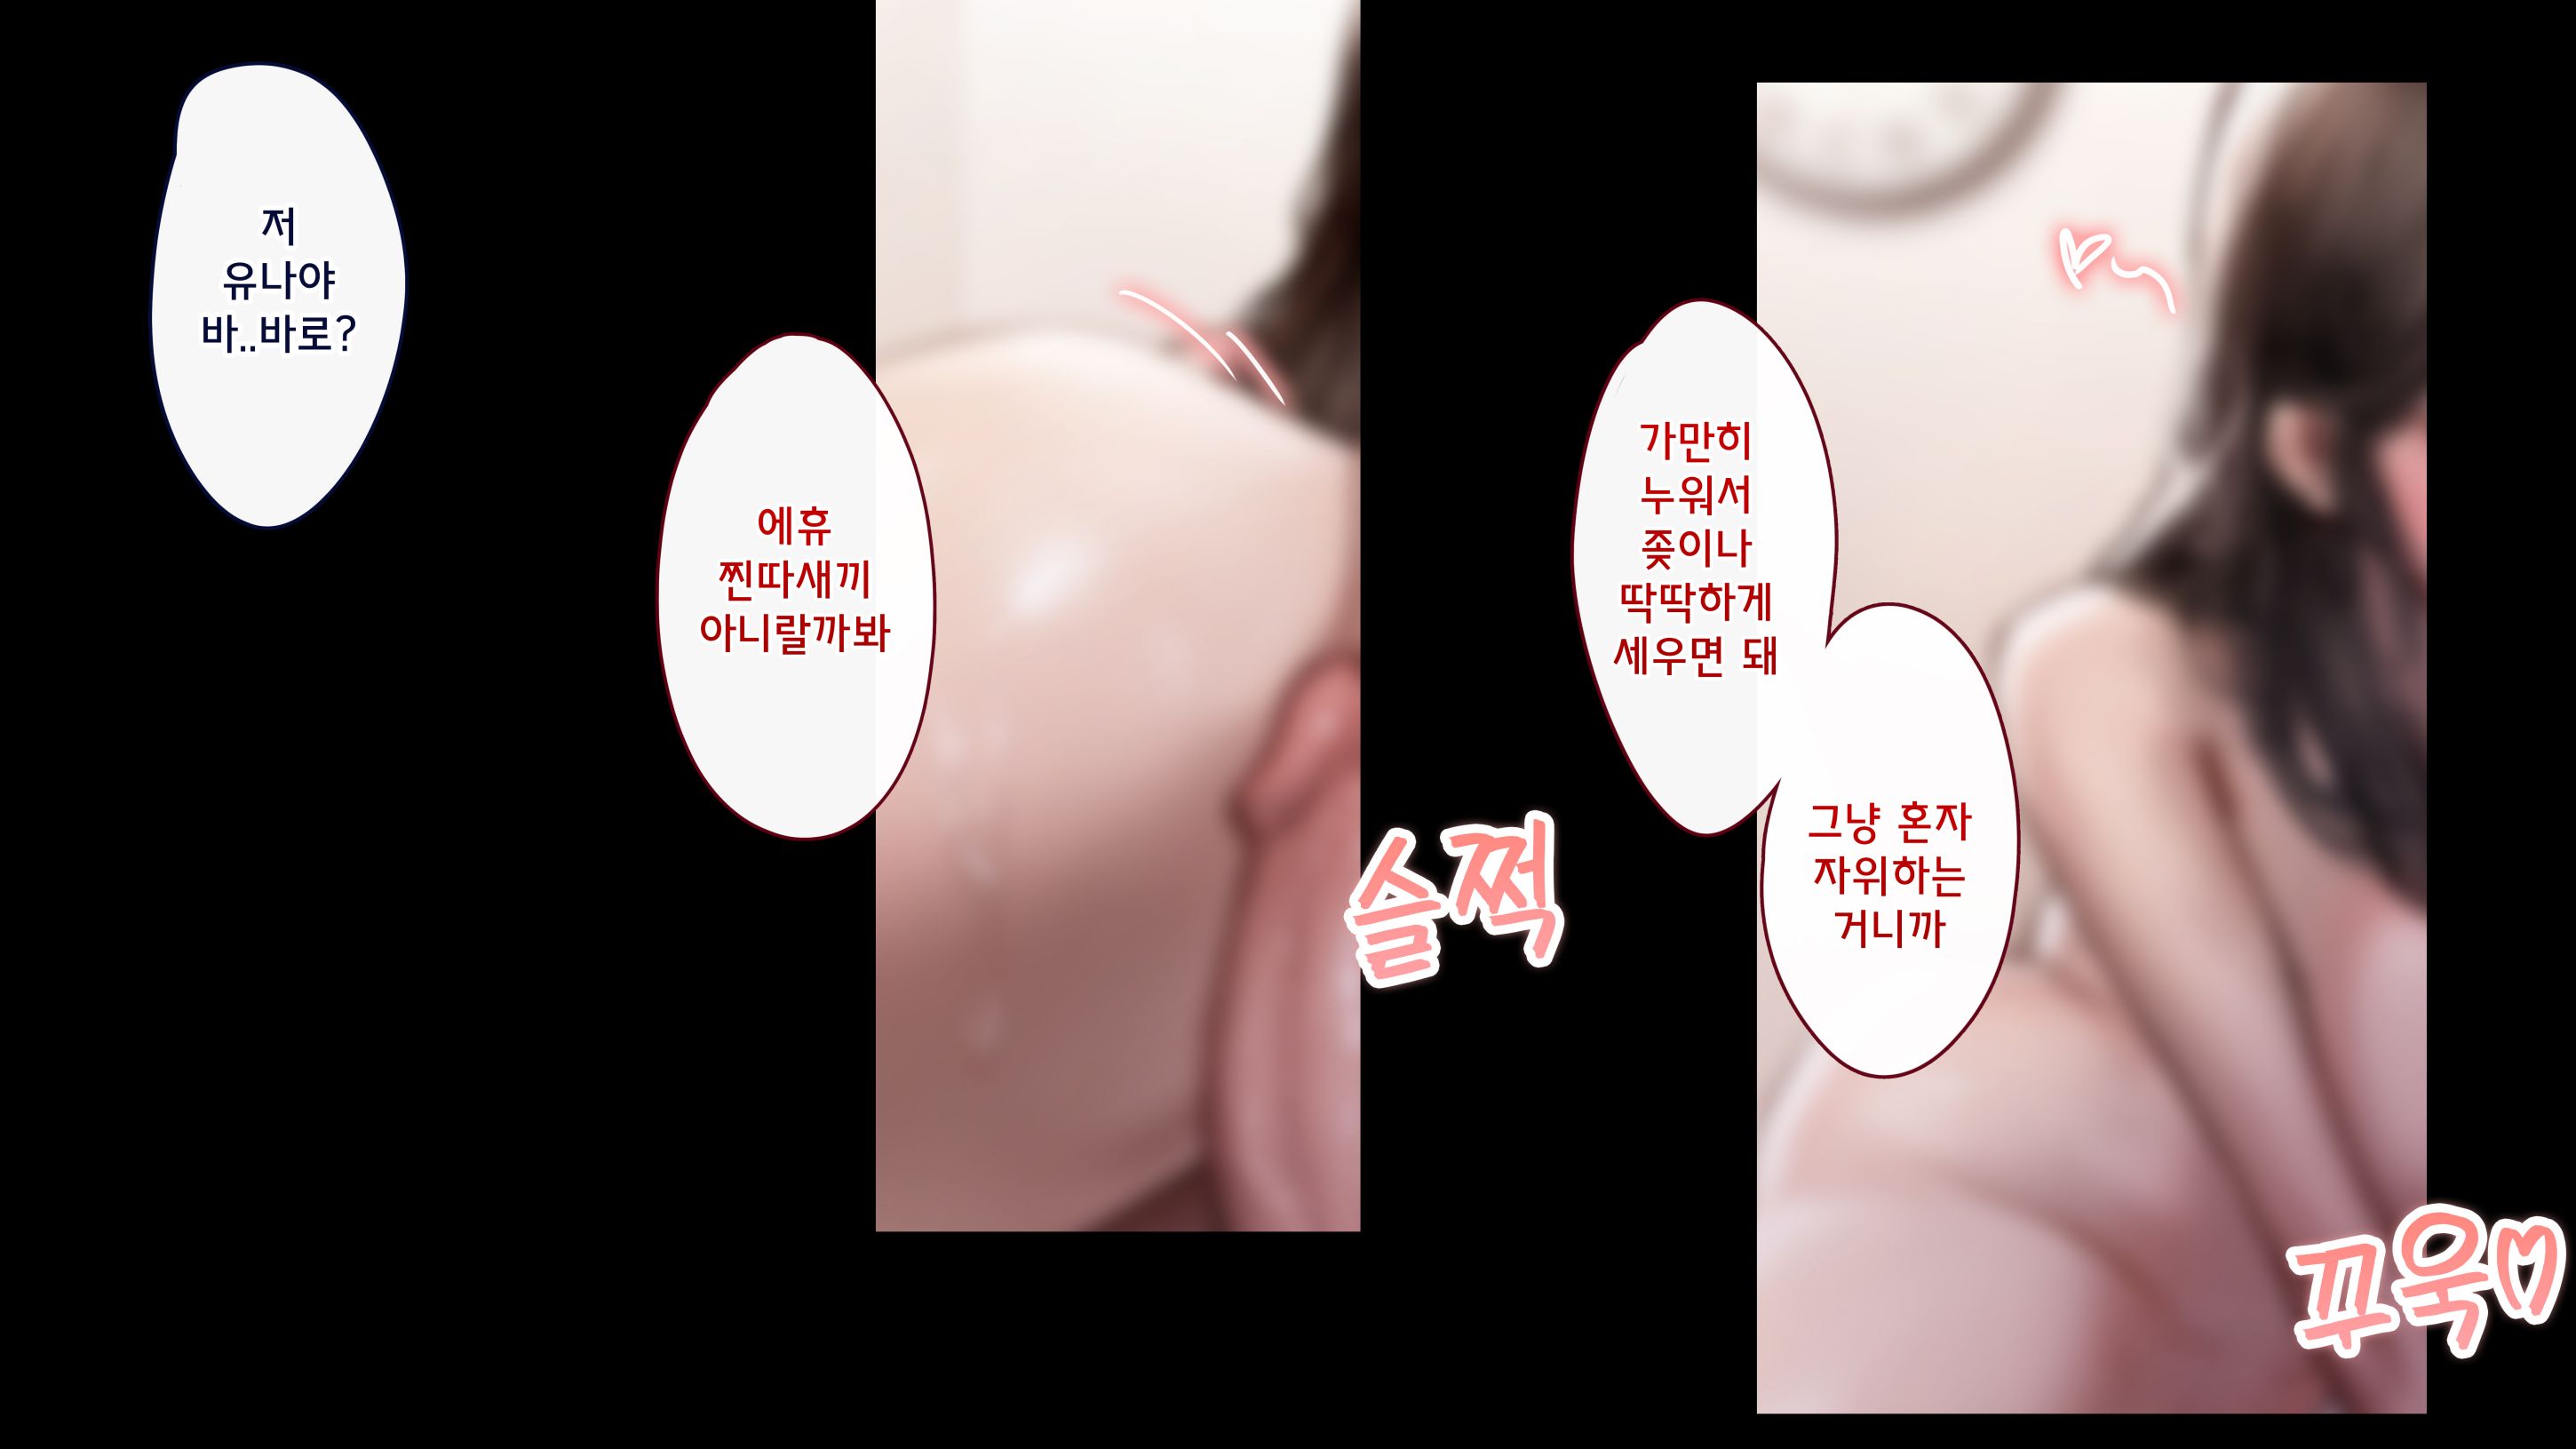 저
유나야
바..바로?
에휴
찐따새끼
아니랄까봐
슬쩍
가만히
누워서
좆이나
딱딱하게
세우면 돼
그냥 혼자
자위하는
거니까
꾸욱♡